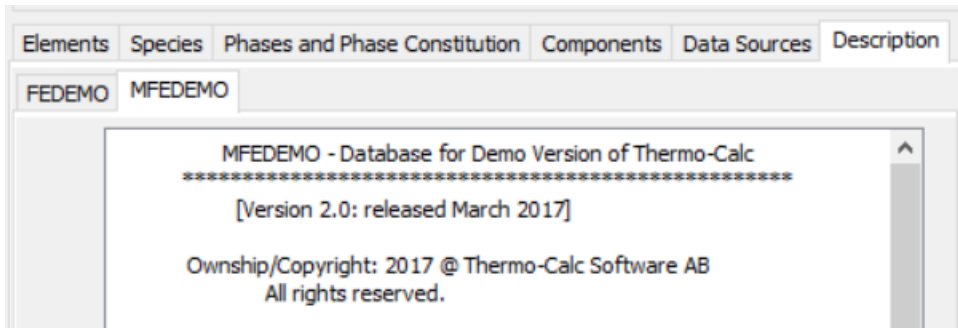 Elements Species Phases and Phase Constitution Components Data Sources Description
FEDEMO MFEDEMO
MFEDEMO - Database for Demo Version of Thermo-Calc
***************************************************
[Version 2.0: released March 2017]
Ownship/Copyright: 2017 @ Thermo-Calc Software AB
All rights reserved.